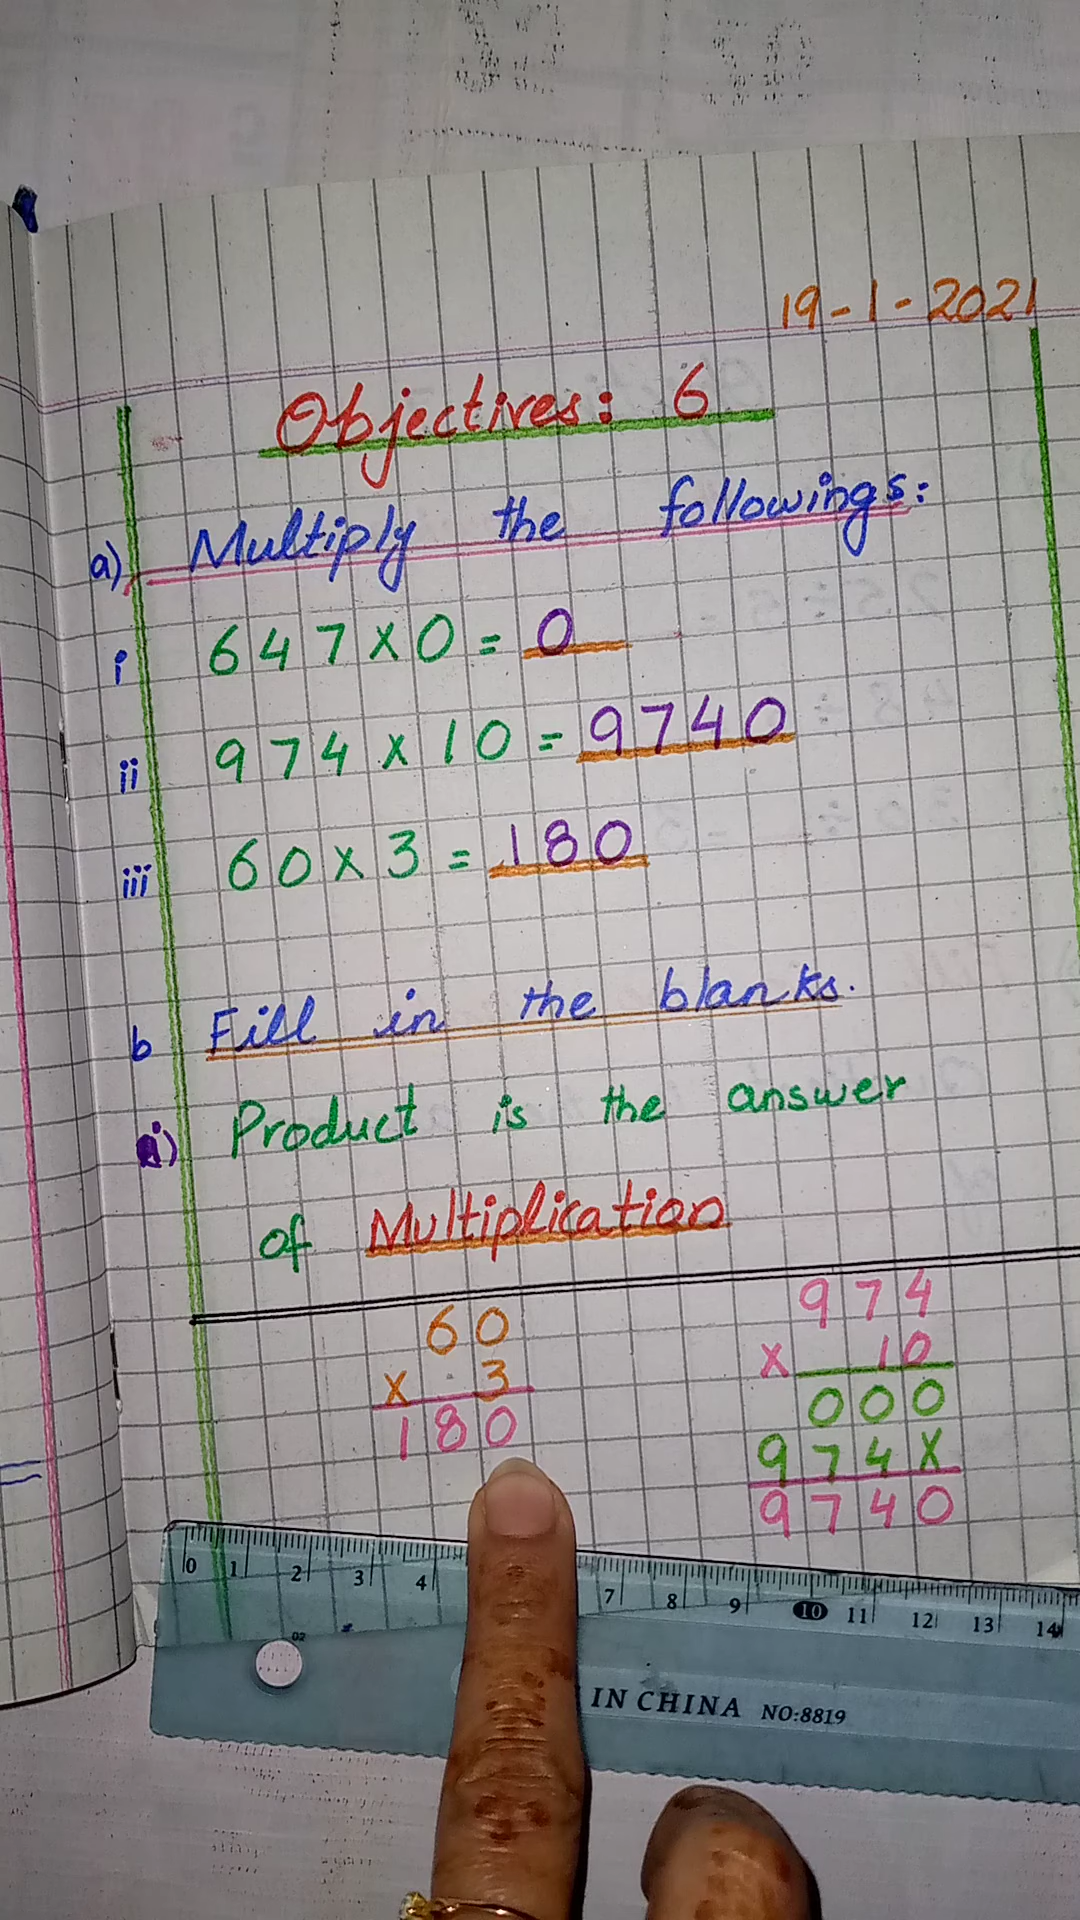 19-1-2021
Objectives: 6
a) Multiply the followings:
i 647×0 = 0
ii 974 × 10 = 9740
iii 60×3 = 180
b Fill in the blanks.
i) Product is the answer
of Multiplication
60
× 3
180
974
× 10
000
974×
9740
0 1 2 3 4 7 8 9 10 11 12 13 14
IN CHINA NO:8819